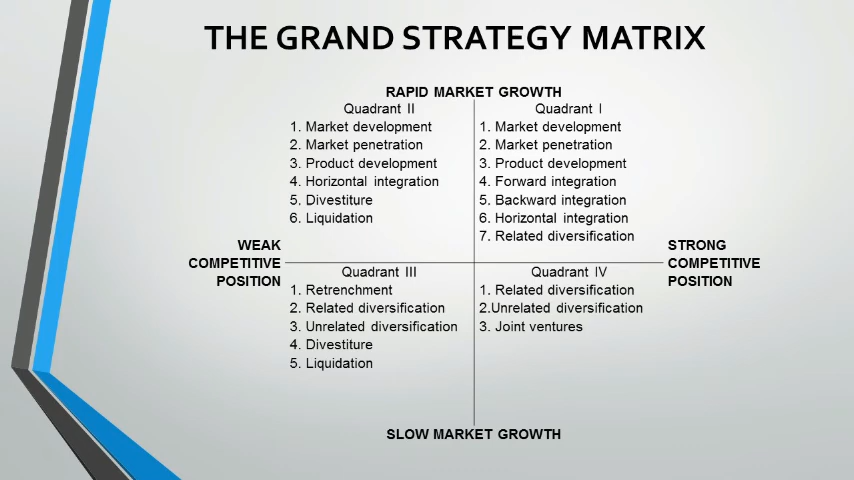 THE GRAND STRATEGY MATRIX
RAPID MARKET GROWTH
Quadrant II
1. Market development
2. Market penetration
3. Product development
4. Horizontal integration
5. Divestiture
6. Liquidation
Quadrant I
1. Market development
2. Market penetration
3. Product development
4. Forward integration
5. Backward integration
6. Horizontal integration
7. Related diversification
WEAK
COMPETITIVE
POSITION
STRONG
COMPETITIVE
POSITION
Quadrant III
1. Retrenchment
2. Related diversification
3. Unrelated diversification
4. Divestiture
5. Liquidation
Quadrant IV
1. Related diversification
2.Unrelated diversification
3. Joint ventures
SLOW MARKET GROWTH